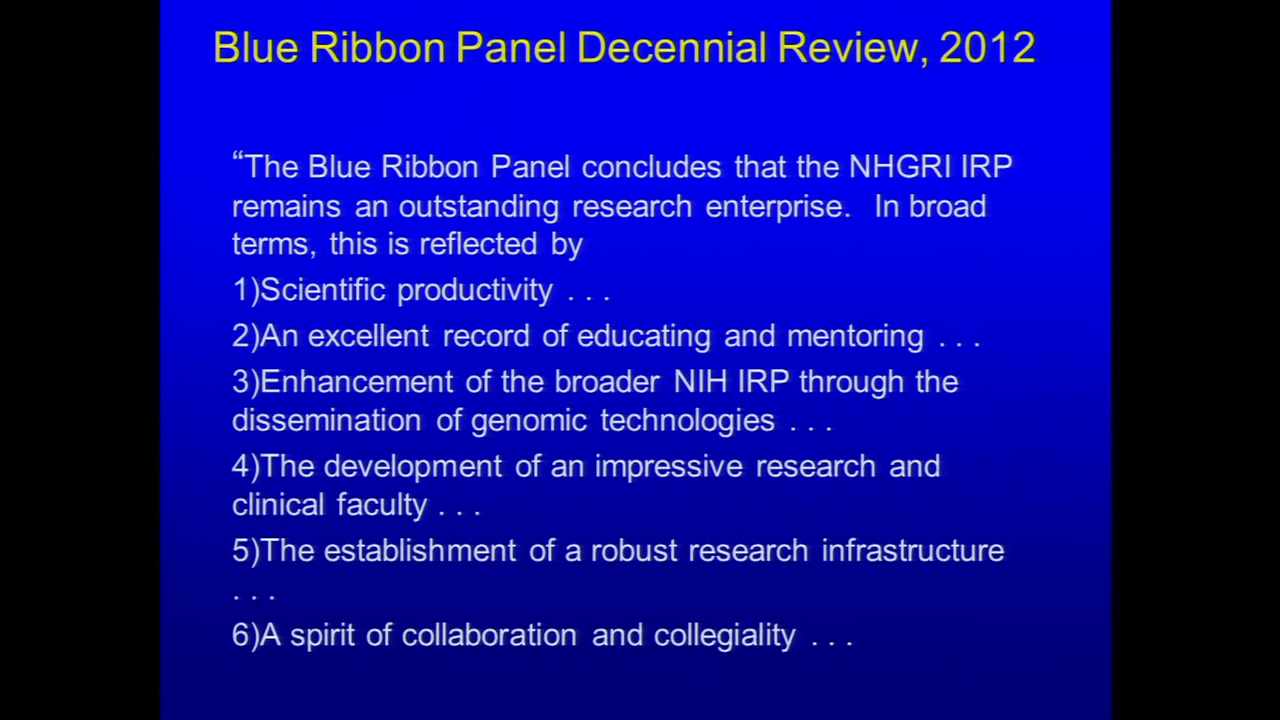 Blue Ribbon Panel Decennial Review, 2012
“The Blue Ribbon Panel concludes that the NHGRI IRP
remains an outstanding research enterprise. In broad
terms, this is reflected by
1)Scientific productivity . . .
2)An excellent record of educating and mentoring . . .
3)Enhancement of the broader NIH IRP through the
dissemination of genomic technologies . . .
4)The development of an impressive research and
clinical faculty . . .
5)The establishment of a robust research infrastructure
. . .
6)A spirit of collaboration and collegiality . . .